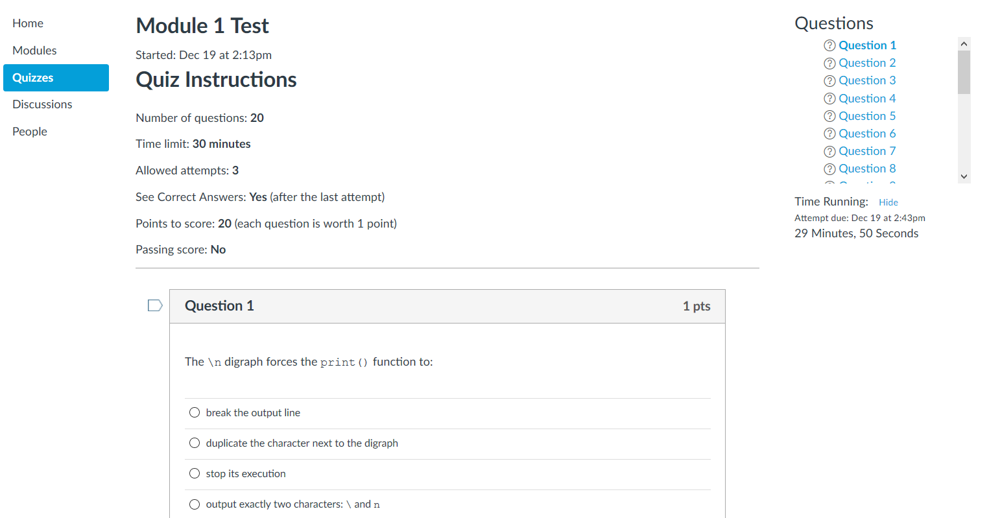 Home
Modules
Quizzes
Discussions
People
Module 1 Test
Started: Dec 19 at 2:13pm
Quiz Instructions
Number of questions: 20
Time limit: 30 minutes
Allowed attempts: 3
See Correct Answers: Yes (after the last attempt)
Points to score: 20 (each question is worth 1 point)
Passing score: No
Question 1
1 pts
The \n digraph forces the print() function to:
break the output line
duplicate the character next to the digraph
stop its execution
output exactly two characters: \ and n
Questions
Question 1
Question 2
Question 3
Question 4
Question 5
Question 6
Question 7
Question 8
Time Running: Hide
Attempt due: Dec 19 at 2:43pm
29 Minutes, 50 Seconds